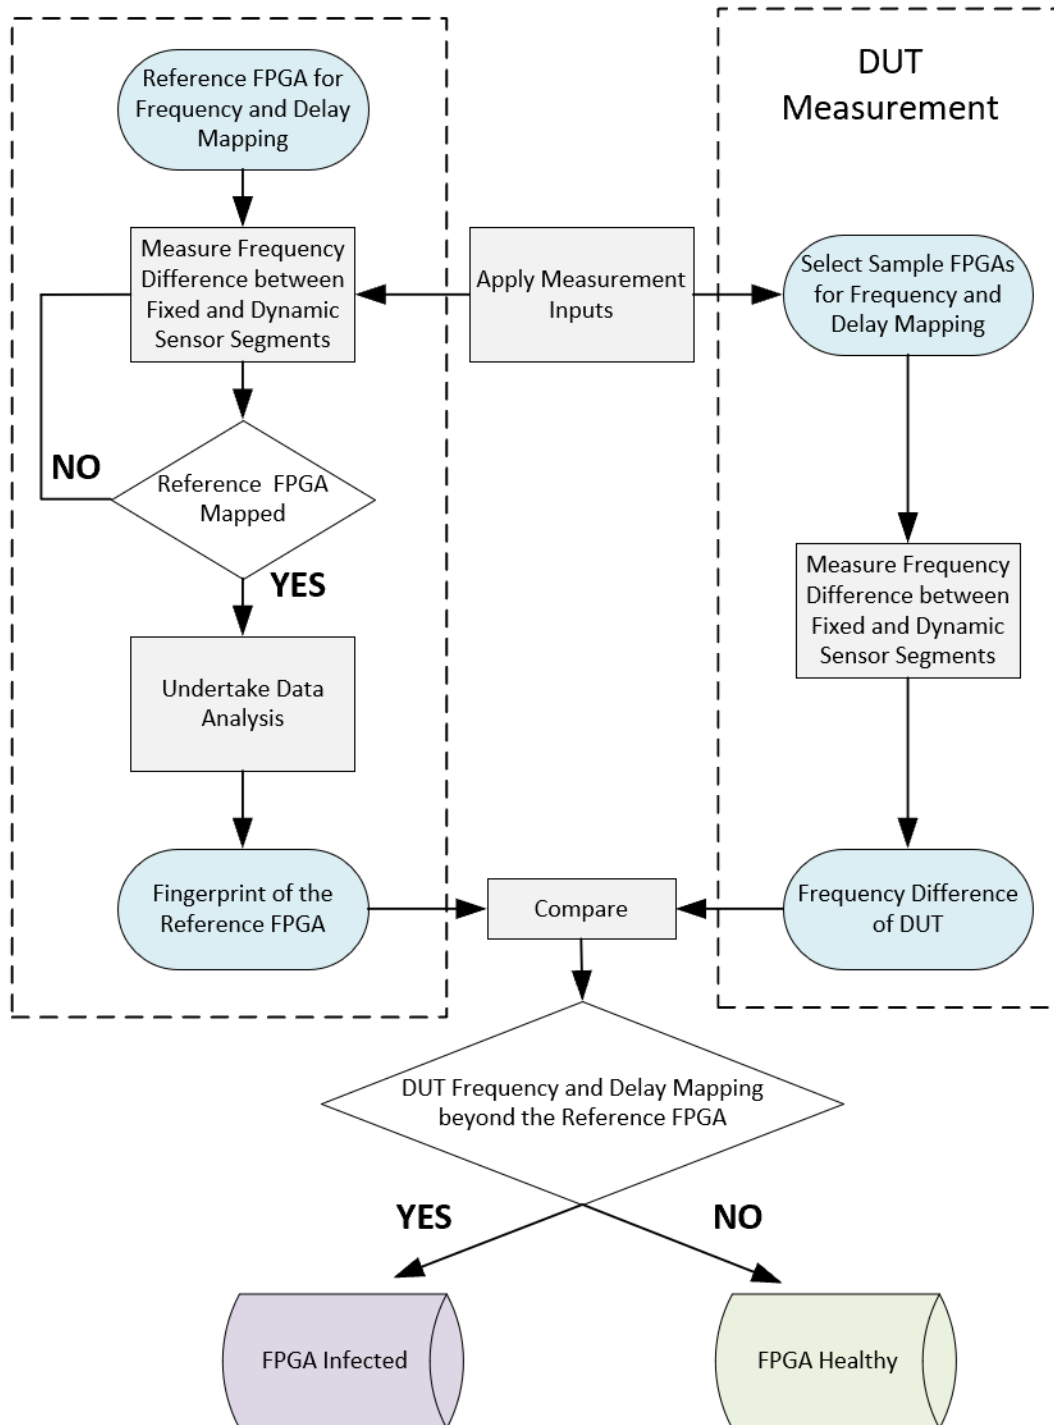 Reference FPGA for
Frequency and Delay
Mapping
Measure Frequency
Difference between
Fixed and Dynamic
Sensor Segments
NO
Reference FPGA
Mapped
YES
Undertake Data
Analysis
Fingerprint of the
Reference FPGA
Apply Measurement
Inputs
DUT
Measurement
Select Sample FPGAs
for Frequency and
Delay Mapping
Measure Frequency
Difference between
Fixed and Dynamic
Sensor Segments
Frequency Difference
of DUT
Compare
DUT Frequency and Delay Mapping
beyond the Reference FPGA
YES
NO
FPGA Infected
FPGA Healthy